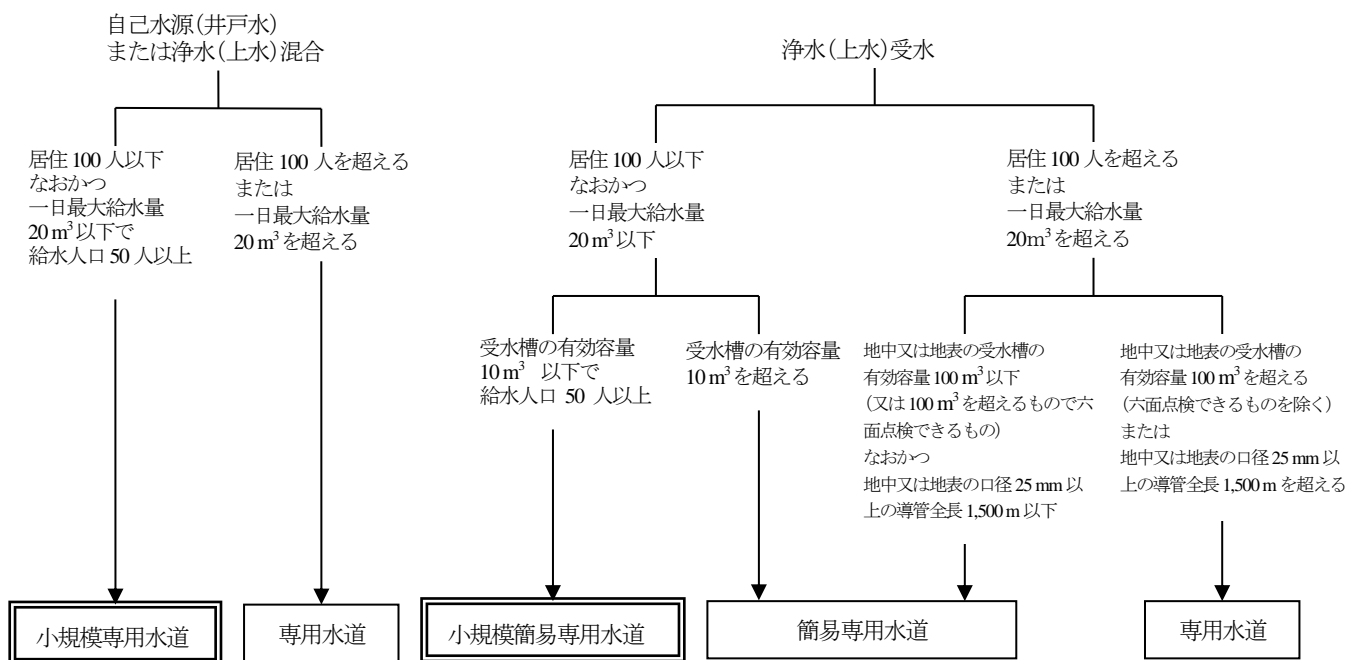 自己水源(井戸水)
または浄水(上水)混合
浄水(上水)受水
居住 100 人以下
なおかつ
一日最大給水量
20 m³ 以下で
給水人口 50 人以上
居住 100 人を超える
または
一日最大給水量
20 m³ を超える
居住 100 人以下
なおかつ
一日最大給水量
20 m³ 以下
居住 100 人を超える
または
一日最大給水量
20m³ を超える
受水槽の有効容量
10 m³ 以下で
給水人口 50 人以上
受水槽の有効容量
10 m³ を超える
地中又は地表の受水槽の
有効容量 100 m³ 以下
(又は 100 m³ を超えるもので六
面点検できるもの)
なおかつ
地中又は地表の口径 25 mm 以
上の導管全長 1,500 m 以下
地中又は地表の受水槽の
有効容量 100 m³ を超える
(六面点検できるものを除く)
または
地中又は地表の口径 25 mm 以
上の導管全長 1,500 m を超える
小規模専用水道
専用水道
小規模簡易専用水道
簡易専用水道
専用水道